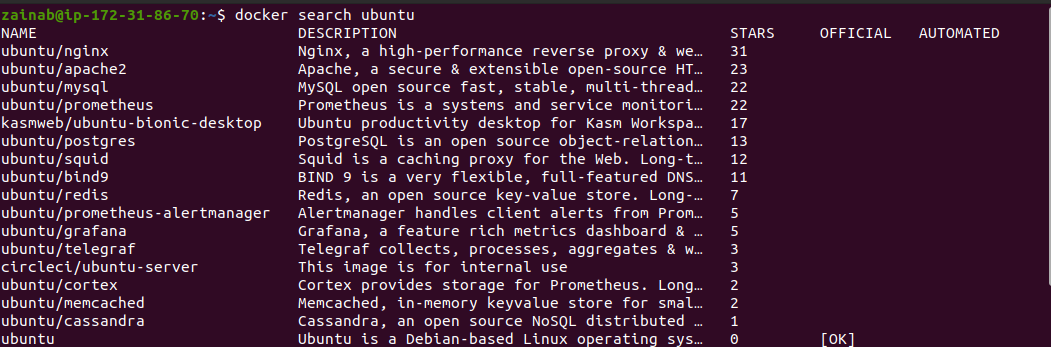 zainab@ip-172-31-86-70:~$ docker search ubuntu
NAME DESCRIPTION STARS OFFICIAL AUTOMATED
ubuntu/nginx Nginx, a high-performance reverse proxy & we… 31
ubuntu/apache2 Apache, a secure & extensible open-source HT… 23
ubuntu/mysql MySQL open source fast, stable, multi-thread… 22
ubuntu/prometheus Prometheus is a systems and service monitori… 22
kasmweb/ubuntu-bionic-desktop Ubuntu productivity desktop for Kasm Workspa… 17
ubuntu/postgres PostgreSQL is an open source object-relation… 13
ubuntu/squid Squid is a caching proxy for the Web. Long-t… 12
ubuntu/bind9 BIND 9 is a very flexible, full-featured DNS… 11
ubuntu/redis Redis, an open source key-value store. Long-… 7
ubuntu/prometheus-alertmanager Alertmanager handles client alerts from Prom… 5
ubuntu/grafana Grafana, a feature rich metrics dashboard & … 5
ubuntu/telegraf Telegraf collects, processes, aggregates & w… 3
circleci/ubuntu-server This image is for internal use 3
ubuntu/cortex Cortex provides storage for Prometheus. Long… 2
ubuntu/memcached Memcached, in-memory keyvalue store for smal… 2
ubuntu/cassandra Cassandra, an open source NoSQL distributed … 1
ubuntu Ubuntu is a Debian-based Linux operating sys… 0 [OK]